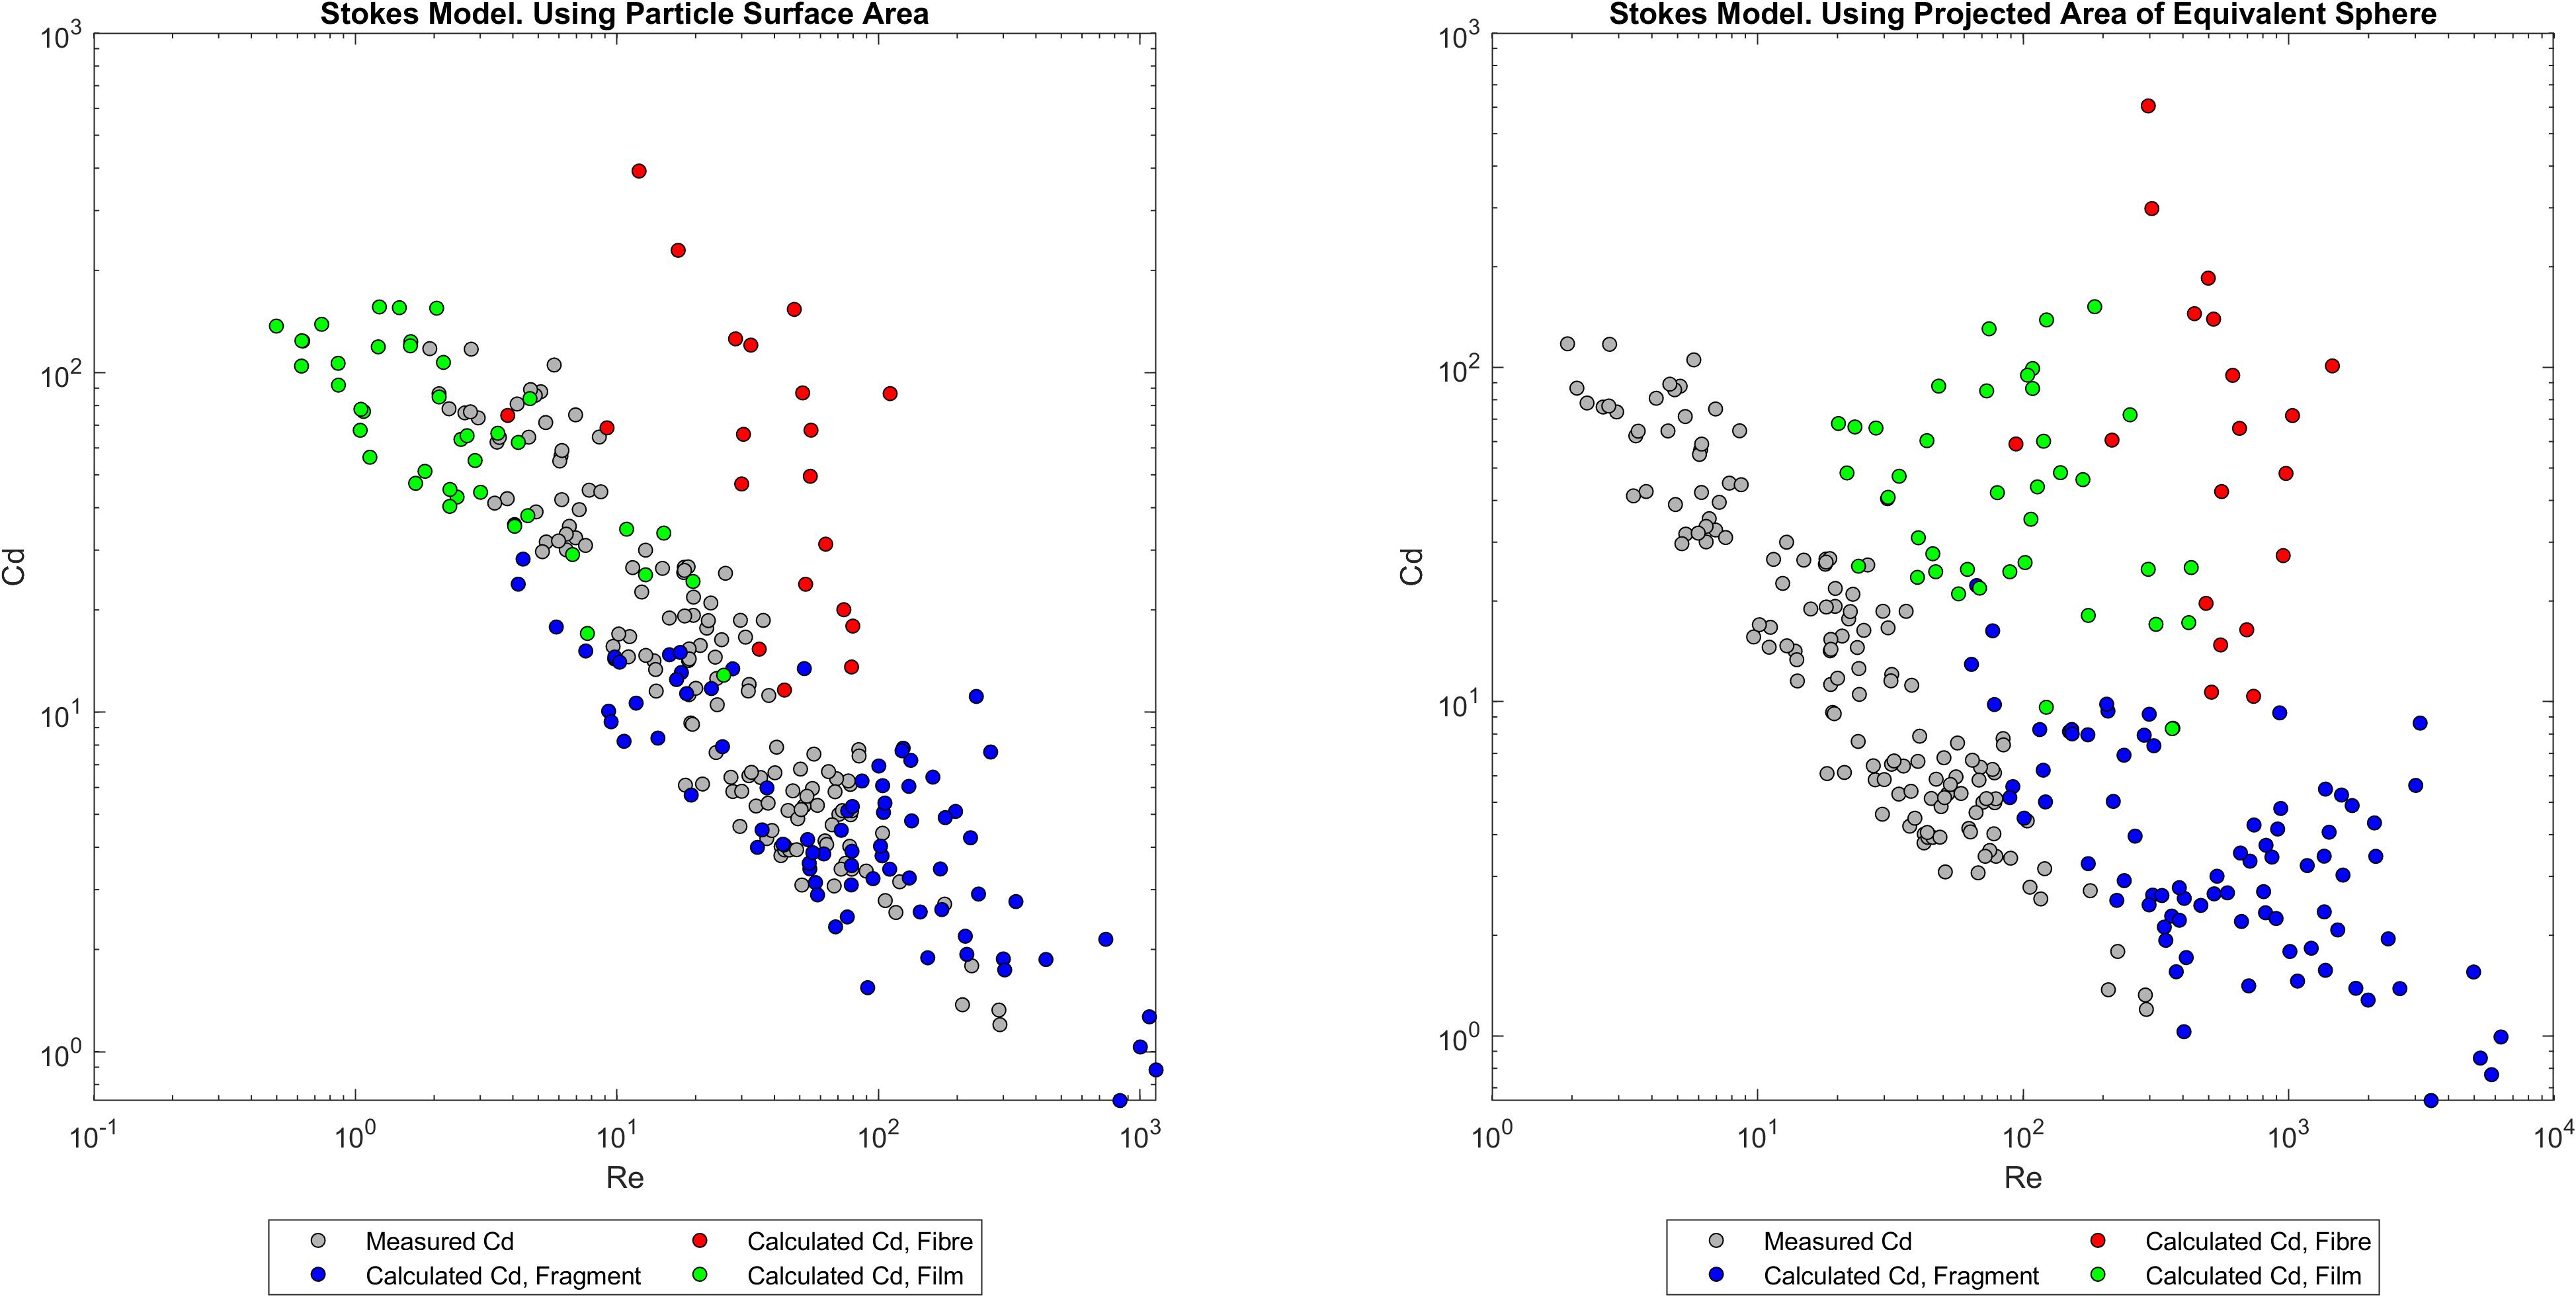 Stokes Model. Using Particle Surface Area
10^3
10^2
10^1
10^0
Cd
10^-1
10^0
10^1
10^2
10^3
Re
Measured Cd
Calculated Cd, Fragment
Calculated Cd, Fibre
Calculated Cd, Film
Stokes Model. Using Projected Area of Equivalent Sphere
10^3
10^2
10^1
10^0
Cd
10^0
10^1
10^2
10^3
10^4
Re
Measured Cd
Calculated Cd, Fragment
Calculated Cd, Fibre
Calculated Cd, Film